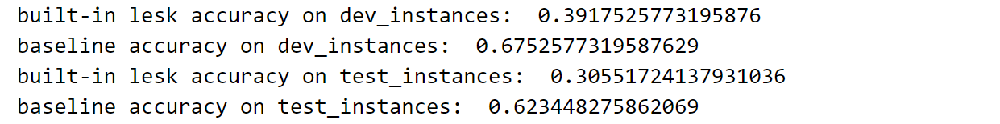 built-in lesk accuracy on dev_instances:  0.3917525773195876
baseline accuracy on dev_instances:  0.6752577319587629
built-in lesk accuracy on test_instances:  0.30551724137931036
baseline accuracy on test_instances:  0.623448275862069